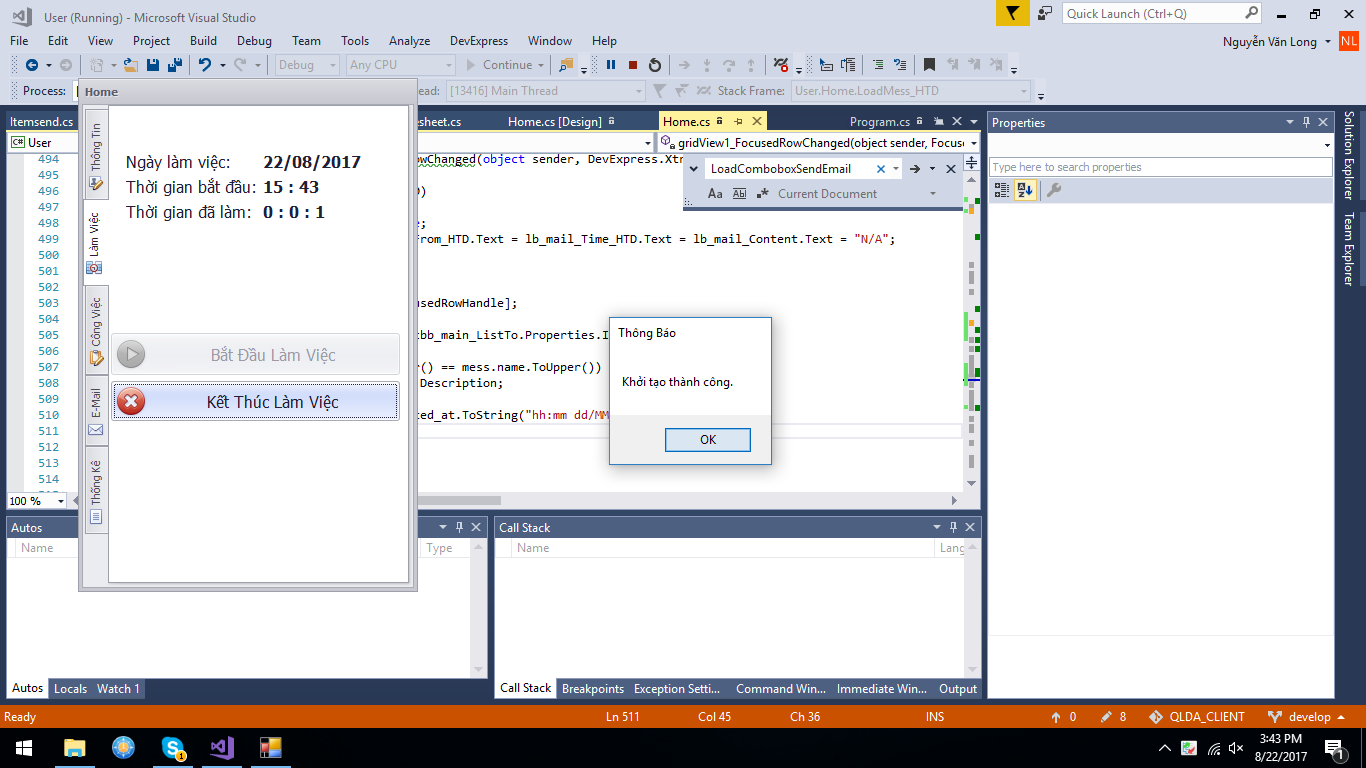 User (Running) - Microsoft Visual Studio
Quick Launch (Ctrl+Q)
File Edit View Project Build Debug Team Tools Analyze DevExpress Window Help
Nguyễn Văn Long NL
Debug Any CPU Continue
Process: [13416] Main Thread Stack Frame: User.Home.LoadMess_HTD
Home
Itemsend.cs Home.cs [Design] Home.cs Program.cs
C# User gridView1_FocusedRowChanged(object sender, Focuse
LoadComboboxSendEmail
Aa Ab Current Document
494 owChanged(object sender, DevExpress.Xtr
495
496
497
498
499 rom_HTD.Text = lb_mail_Time_HTD.Text = lb_mail_Content.Text = "N/A";
500
501
502
503 usedRowHandle];
504
505 bb_main_ListTo.Properties.I
506
507 () == mess.name.ToUpper())
508 Description;
509
510 ed_at.ToString("hh:mm dd/MM
511
512
513
514
100 %
Thông Tin
Làm Việc
Công Việc
E-Mail
Thống Kê
Ngày làm việc: 22/08/2017
Thời gian bắt đầu: 15 : 43
Thời gian đã làm: 0 : 0 : 1
Bắt Đầu Làm Việc
Kết Thúc Làm Việc
Thông Báo
Khởi tạo thành công.
OK
Properties
Type here to search properties
Solution Explorer
Team Explorer
Autos
Name Type
Autos Locals Watch 1
Call Stack
Name Lang
Call Stack Breakpoints Exception Setti... Command Win... Immediate Win... Output
Ready Ln 511 Col 45 Ch 36 INS 0 8 QLDA_CLIENT develop
1
3:43 PM
8/22/2017
1